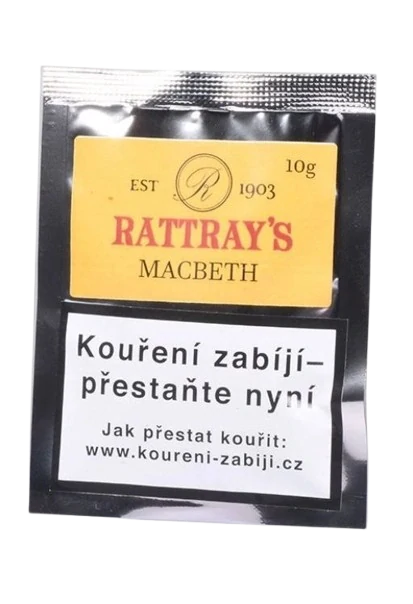 10g
EST R 1903
RATTRAY'S
MACBETH
Kouření zabíjí–
přestaňte nyní
Jak přestat kouřit:
www.koureni-zabiji.cz